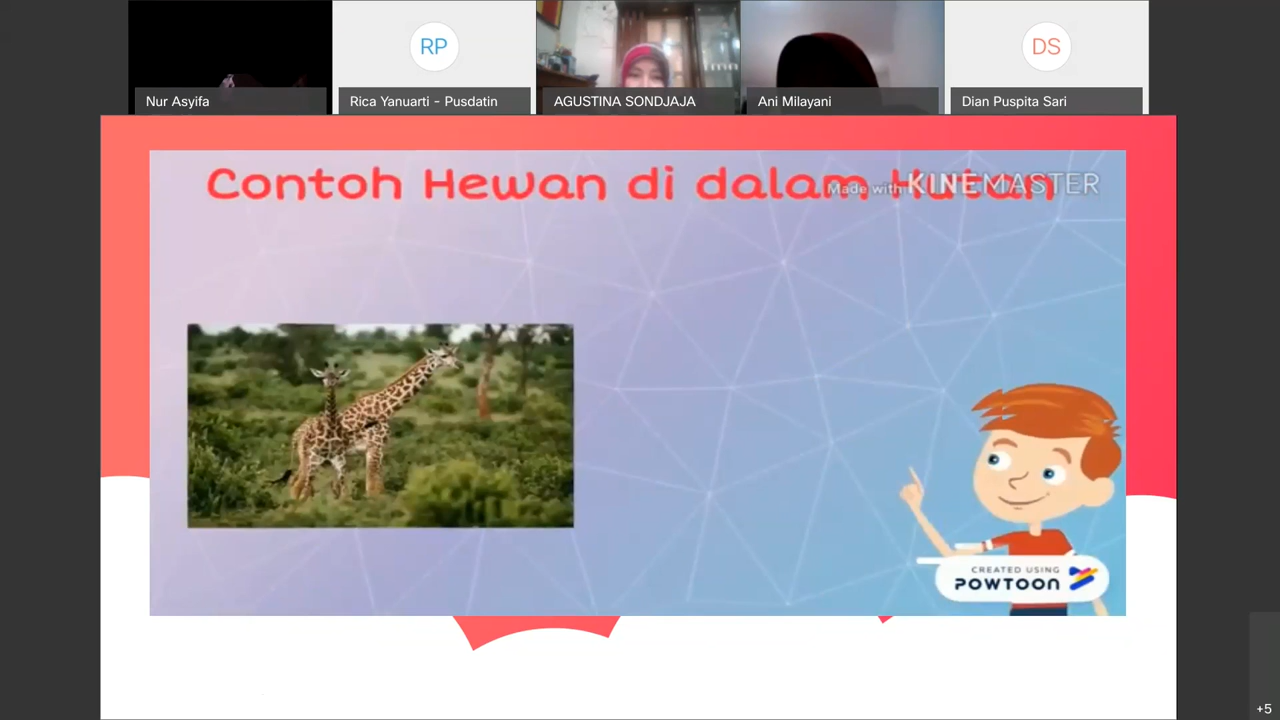 RP
DS
Nur Asyifa
Rica Yanuarti - Pusdatin
AGUSTINA SONDJAJA
Ani Milayani
Dian Puspita Sari
Contoh Hewan di dalam Hutan
Made with KINEMASTER
CREATED USING
POWTOON
+5